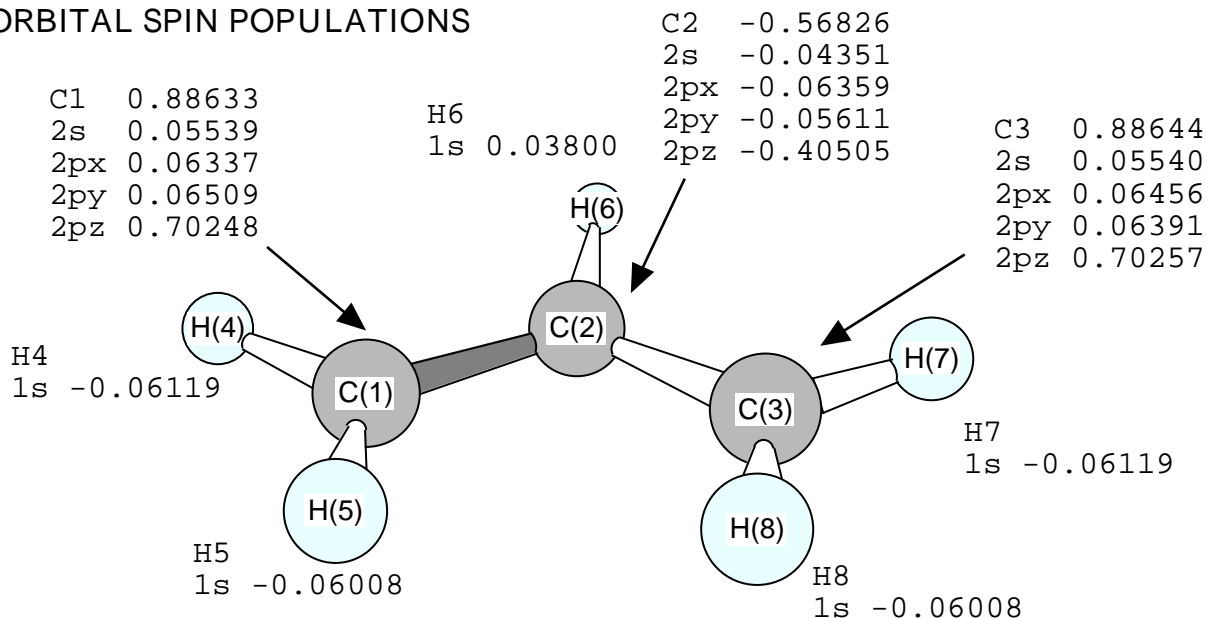 ORBITAL SPIN POPULATIONS
C1 0.88633
2s 0.05539
2px 0.06337
2py 0.06509
2pz 0.70248
H6
1s 0.03800
C2 -0.56826
2s -0.04351
2px -0.06359
2py -0.05611
2pz -0.40505
C3 0.88644
2s 0.05540
2px 0.06456
2py 0.06391
2pz 0.70257
H(6)
H(4)
C(2)
H(7)
H4
1s -0.06119
C(1)
C(3)
H7
1s -0.06119
H(5)
H(8)
H5
1s -0.06008
H8
1s -0.06008